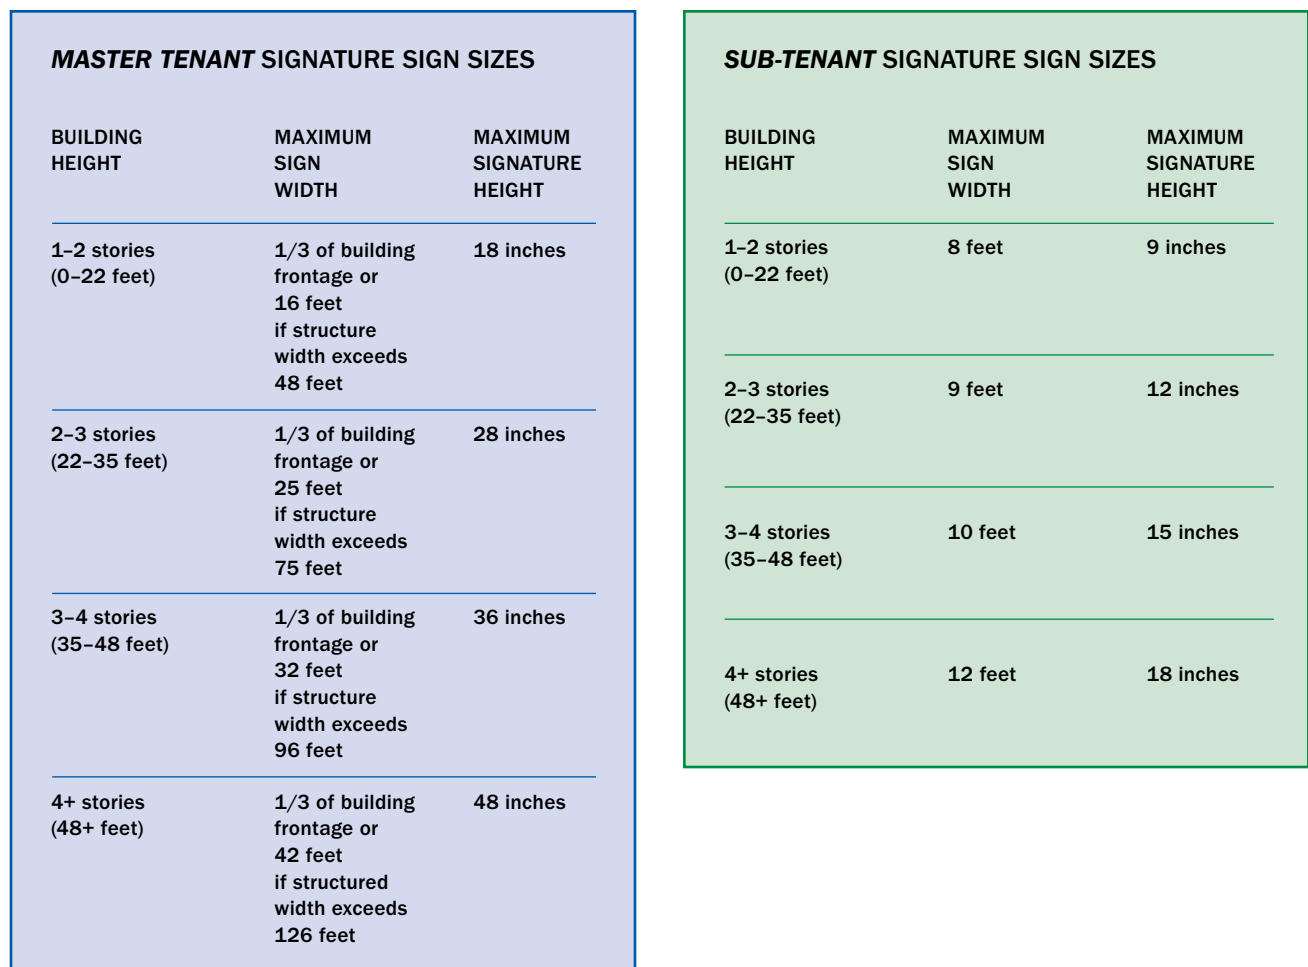 MASTER TENANT SIGNATURE SIGN SIZES
BUILDING HEIGHT
MAXIMUM SIGN WIDTH
MAXIMUM SIGNATURE HEIGHT
1–2 stories
(0–22 feet)
1/3 of building
frontage or
16 feet
if structure
width exceeds
48 feet
18 inches
2–3 stories
(22–35 feet)
1/3 of building
frontage or
25 feet
if structure
width exceeds
75 feet
28 inches
3–4 stories
(35–48 feet)
1/3 of building
frontage or
32 feet
if structure
width exceeds
96 feet
36 inches
4+ stories
(48+ feet)
1/3 of building
frontage or
42 feet
if structured
width exceeds
126 feet
48 inches
SUB-TENANT SIGNATURE SIGN SIZES
BUILDING
HEIGHT
MAXIMUM
SIGN
WIDTH
MAXIMUM
SIGNATURE
HEIGHT
1–2 stories
(0–22 feet)
8 feet
9 inches
2–3 stories
(22–35 feet)
9 feet
12 inches
3–4 stories
(35–48 feet)
10 feet
15 inches
4+ stories
(48+ feet)
12 feet
18 inches